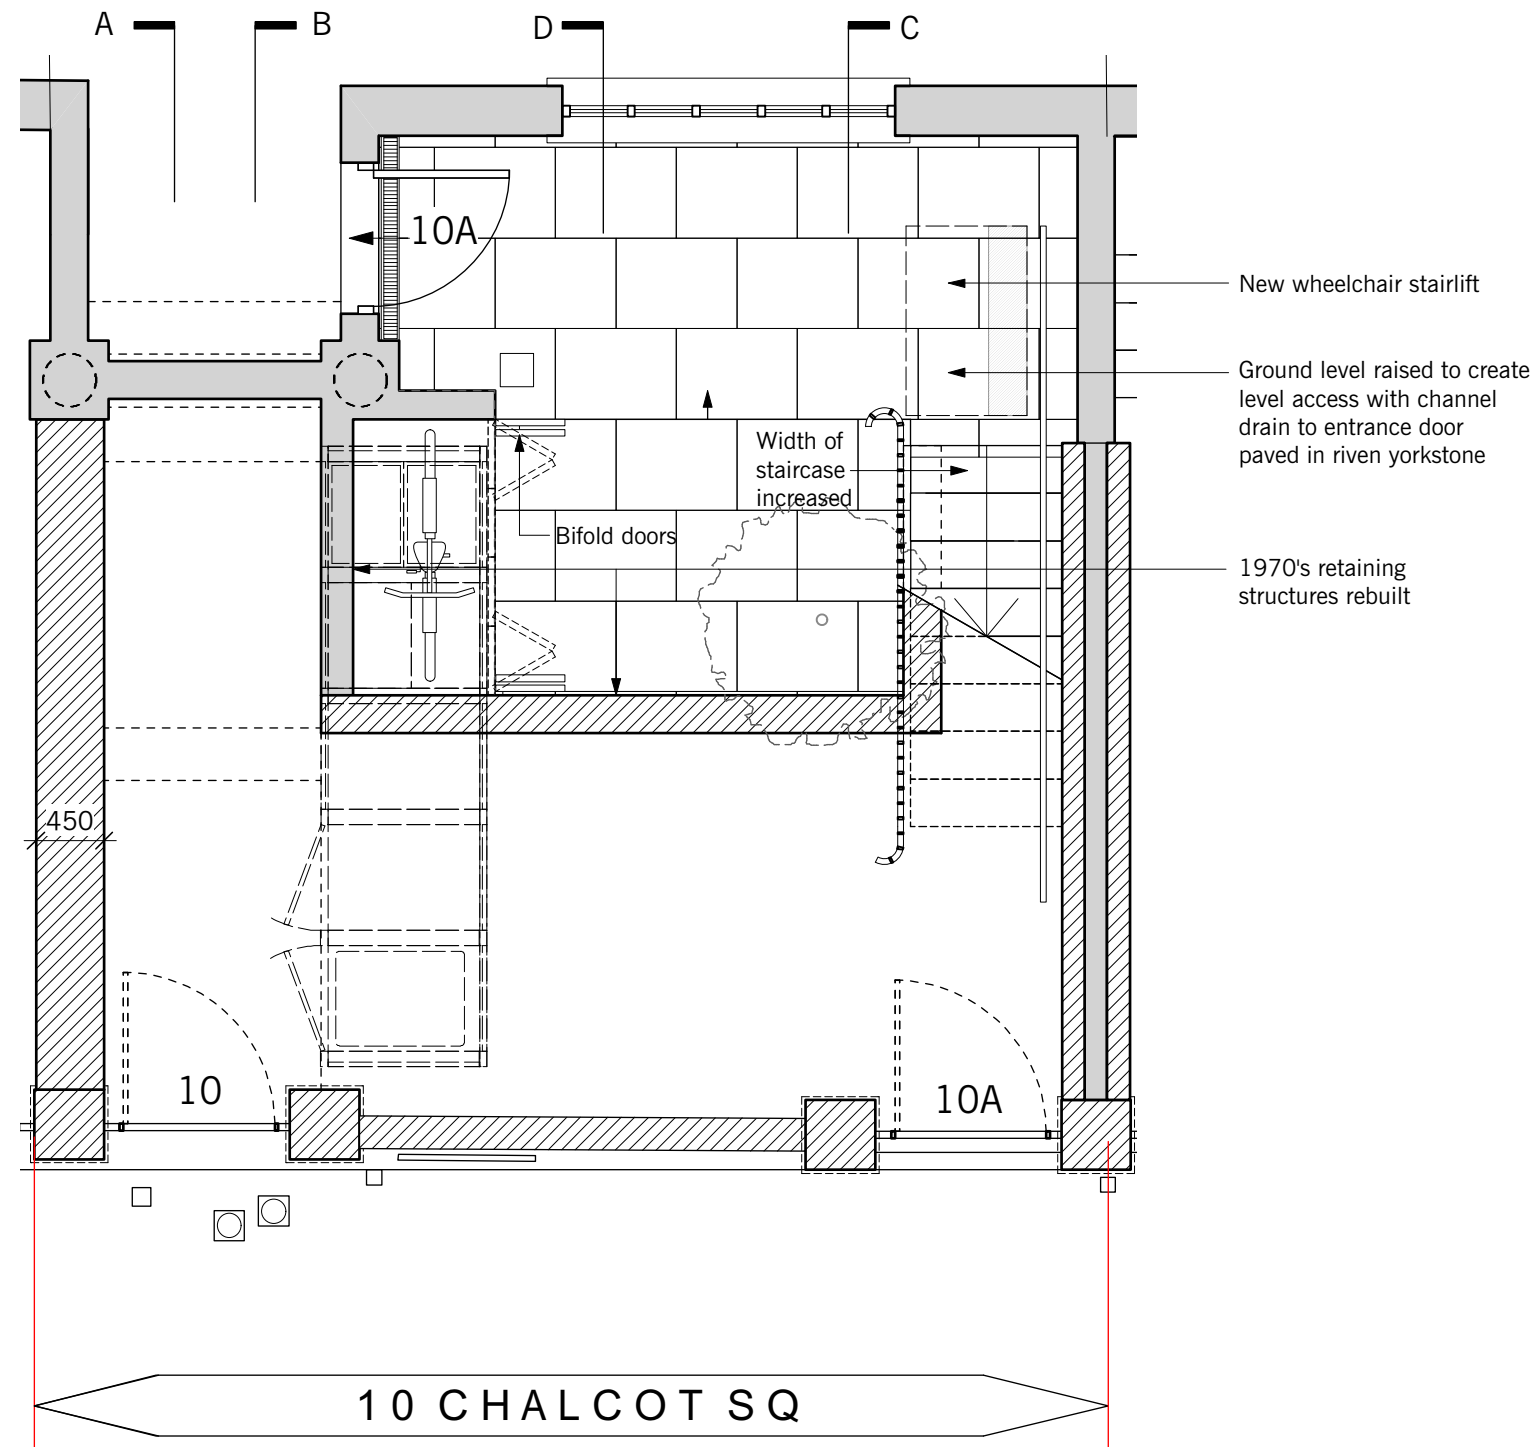 A
B
D
C
10A
New wheelchair stairlift
Ground level raised to create
level access with channel
drain to entrance door
paved in riven yorkstone
Width of
staircase
increased
Bifold doors
1970's retaining
structures rebuilt
450
10
10A
10 CHALCOT SQ